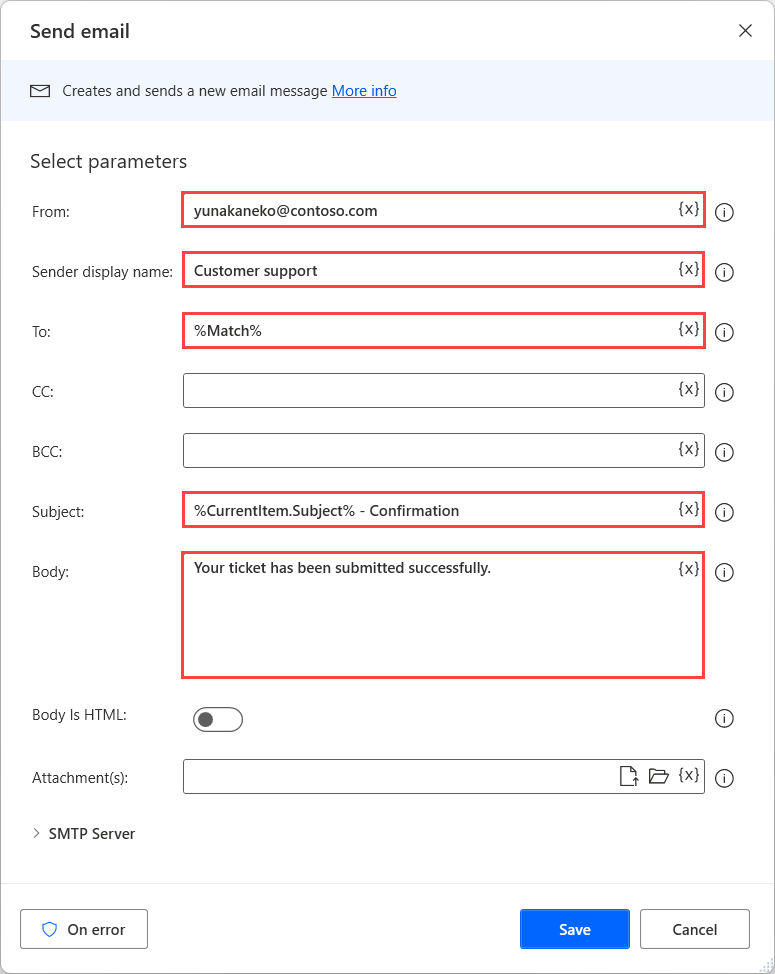 Send email
Creates and sends a new email message More info
Select parameters
From: yunakaneko@contoso.com {x}
Sender display name: Customer support {x}
To: %Match% {x}
CC: {x}
BCC: {x}
Subject: %CurrentItem.Subject% - Confirmation {x}
Body: Your ticket has been submitted successfully. {x}
Body Is HTML:
Attachment(s): {x}
SMTP Server
On error Save Cancel